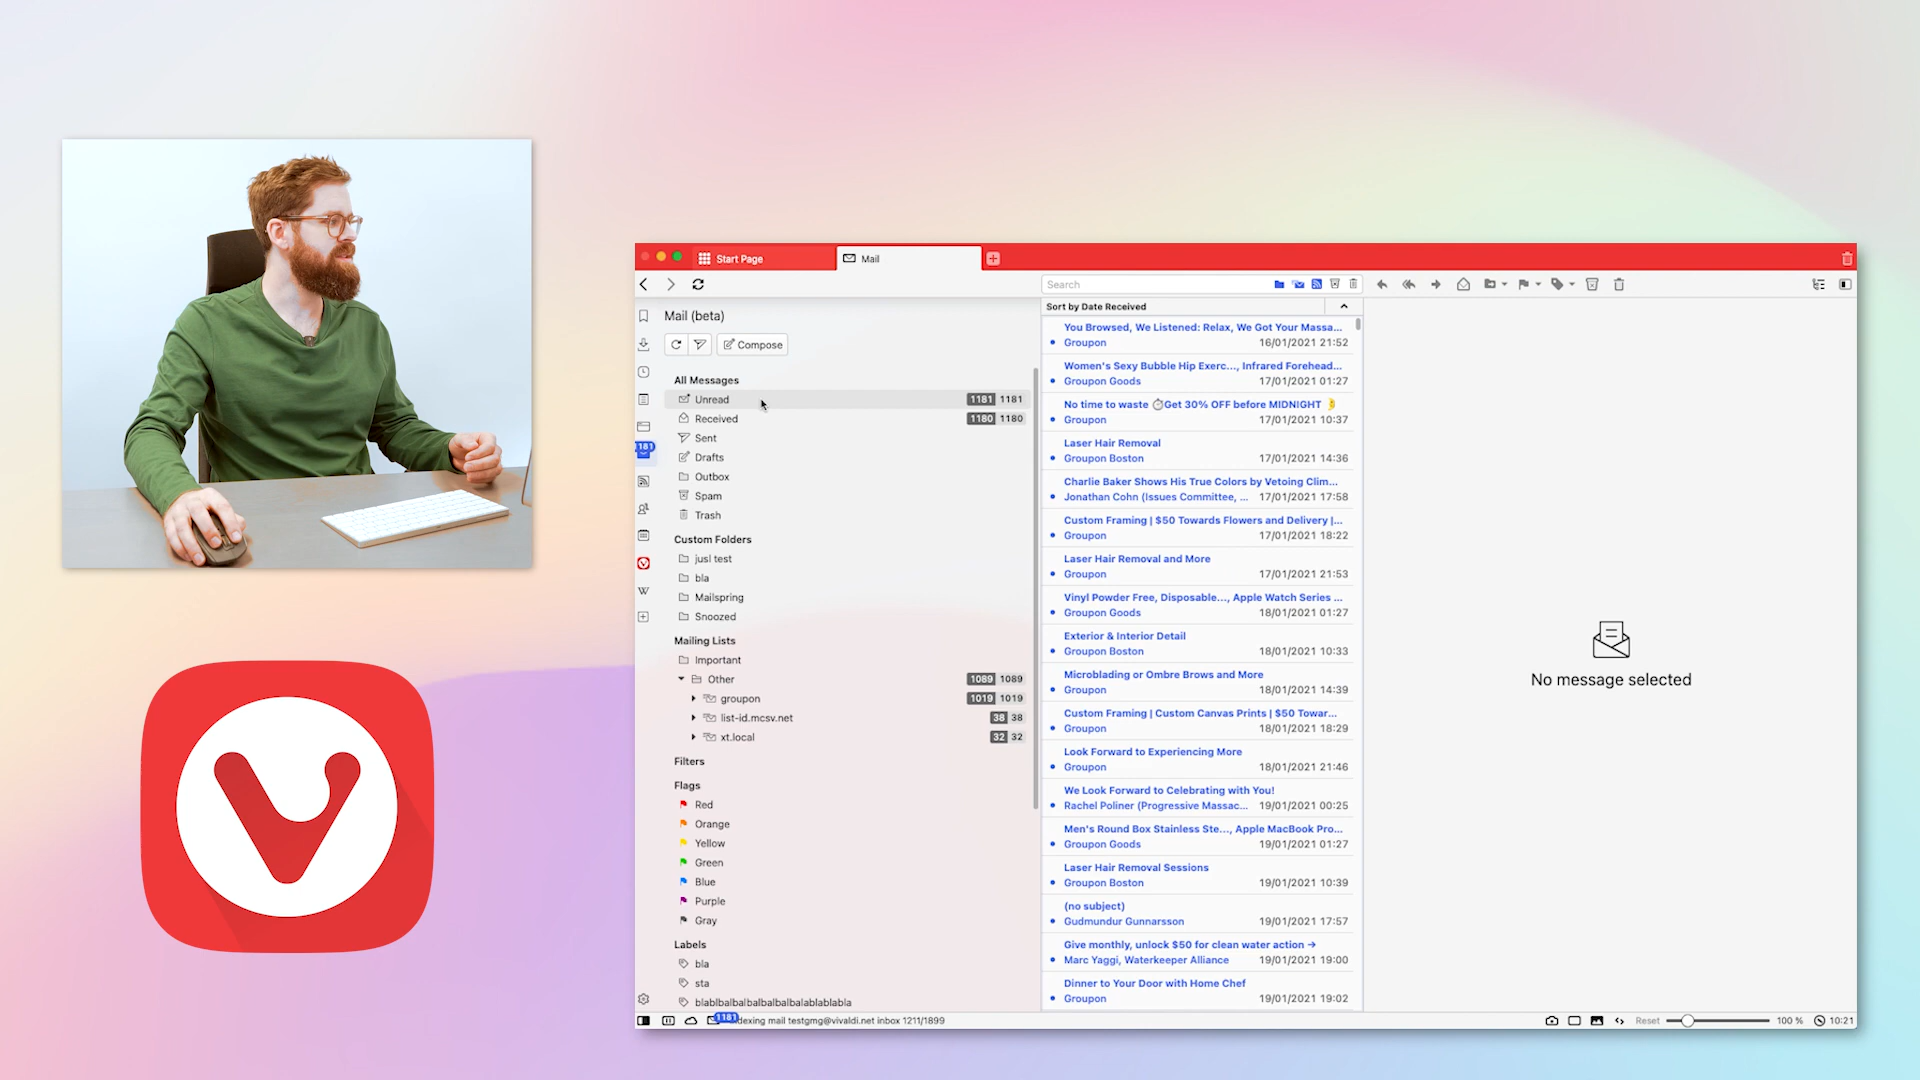 Start Page
Mail
Search
Mail (beta)
Compose
All Messages
Unread 1181 1181
Received 1180 1180
Sent
Drafts
Outbox
Spam
Trash
Custom Folders
jusl test
bla
Mailspring
Snoozed
Mailing Lists
Important
Other 1089 1089
groupon 1019 1019
list-id.mcsv.net 38 38
xt.local 32 32
Filters
Flags
Red
Orange
Yellow
Green
Blue
Purple
Gray
Labels
bla
sta
blablbalbalbalbalbalablablabla
Sort by Date Received
You Browsed, We Listened: Relax, We Got Your Massa...
Groupon 16/01/2021 21:52
Women's Sexy Bubble Hip Exerc..., Infrared Forehead...
Groupon Goods 17/01/2021 01:27
No time to waste ⏱Get 30% OFF before MIDNIGHT
Groupon 17/01/2021 10:37
Laser Hair Removal
Groupon Boston 17/01/2021 14:36
Charlie Baker Shows His True Colors by Vetoing Clim...
Jonathan Cohn (Issues Committee, ... 17/01/2021 17:58
Custom Framing | $50 Towards Flowers and Delivery |...
Groupon 17/01/2021 18:22
Laser Hair Removal and More
Groupon 17/01/2021 21:53
Vinyl Powder Free, Disposable..., Apple Watch Series ...
Groupon Goods 18/01/2021 01:27
Exterior & Interior Detail
Groupon Boston 18/01/2021 10:33
Microblading or Ombre Brows and More
Groupon 18/01/2021 14:39
Custom Framing | Custom Canvas Prints | $50 Towar...
Groupon 18/01/2021 18:29
Look Forward to Experiencing More
Groupon 18/01/2021 21:46
We Look Forward to Celebrating with You!
Rachel Poliner (Progressive Massac... 19/01/2021 00:25
Men's Round Box Stainless Ste..., Apple MacBook Pro...
Groupon Goods 19/01/2021 01:27
Laser Hair Removal Sessions
Groupon Boston 19/01/2021 10:39
(no subject)
Gudmundur Gunnarsson 19/01/2021 17:57
Give monthly, unlock $50 for clean water action →
Marc Yaggi, Waterkeeper Alliance 19/01/2021 19:00
Dinner to Your Door with Home Chef
Groupon 19/01/2021 19:02
No message selected
1181
W
1181 dexing mail testgmg@vivaldi.net inbox 1211/1899
Reset 100 % 10:21